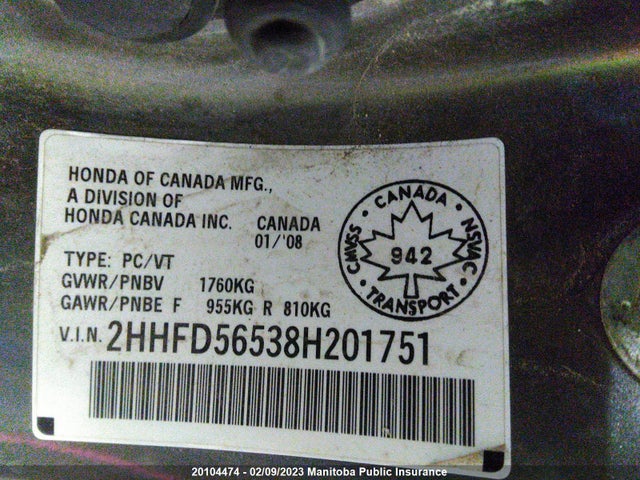 HONDA OF CANADA MFG.,
A DIVISION OF
HONDA CANADA INC. CANADA
01/'08
TYPE: PC/VT
GVWR/PNBV 1760KG
GAWR/PNBE F 955KG R 810KG
V.I.N. 2HHFD56538H201751
CANADA
CMVSS
NSVAC
942
TRANSPORT
20104474 - 02/09/2023 Manitoba Public Insurance